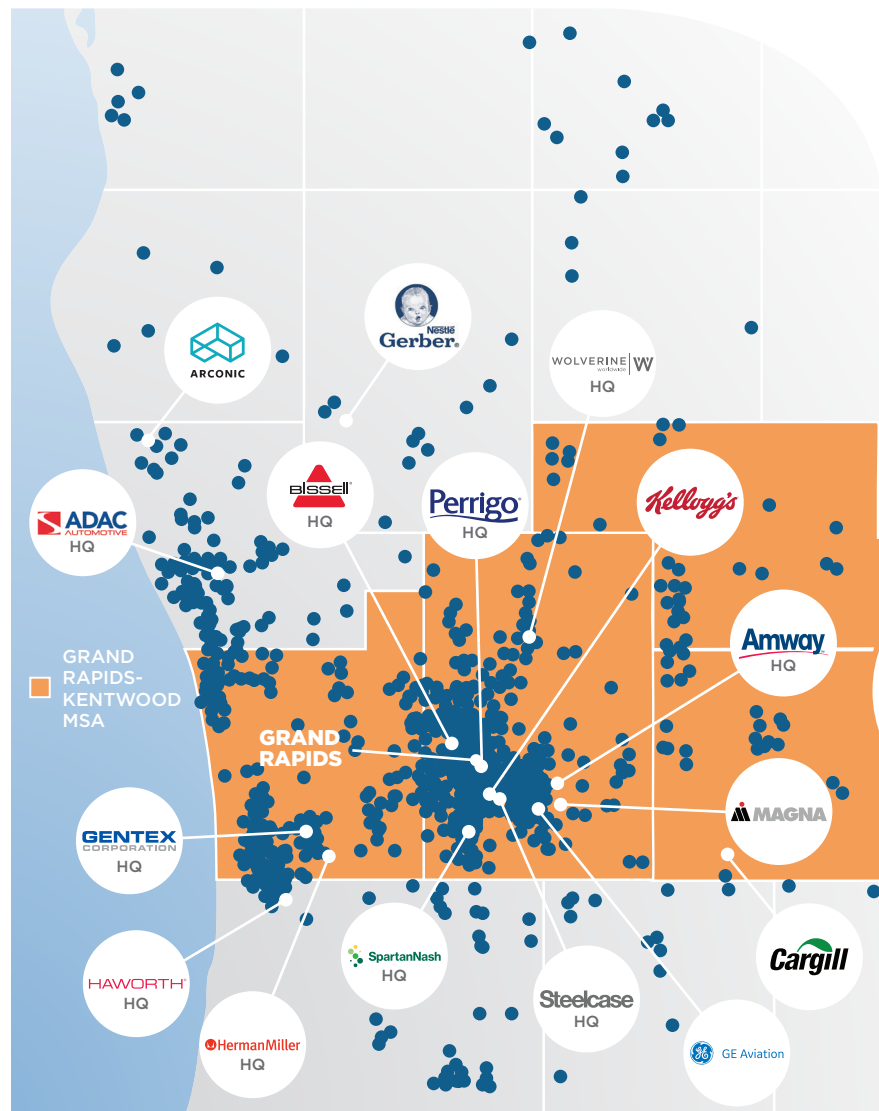 Nestlé
Gerber®
WOLVERINE
worldwide
W
HQ
ARCONIC
BISSELL®
HQ
Perrigo®
HQ
Kellogg's
ADAC
AUTOMOTIVE
HQ
Amway
HQ
GRAND
RAPIDS-
KENTWOOD
MSA
GRAND
RAPIDS
MAGNA
GENTEX
CORPORATION
HQ
SpartanNash
HQ
Cargill
HAWORTH®
HQ
Steelcase
HQ
HermanMiller
HQ
GE Aviation